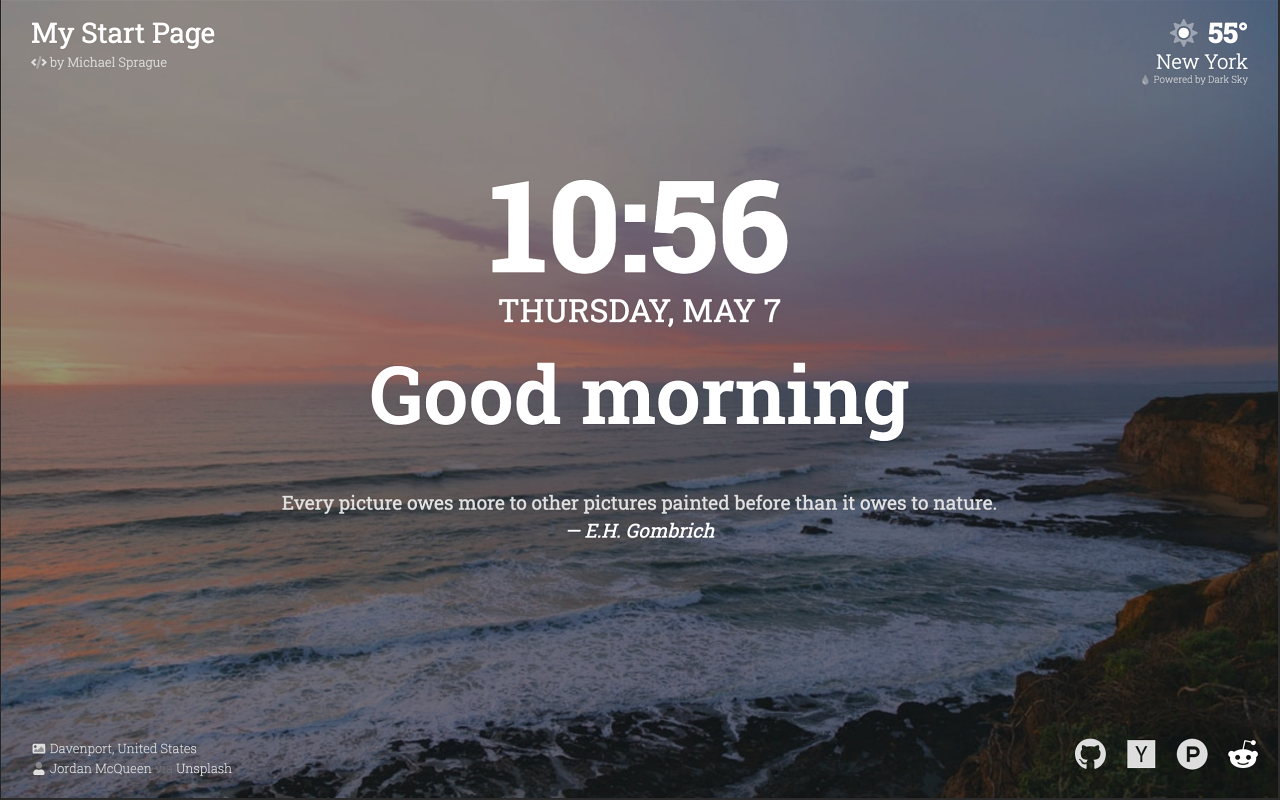 My Start Page
by Michael Sprague
55°
New York
Powered by Dark Sky
10:56
THURSDAY, MAY 7
Good morning
Every picture owes more to other pictures painted before than it owes to nature.
— E.H. Gombrich
Davenport, United States
Jordan McQueen via Unsplash